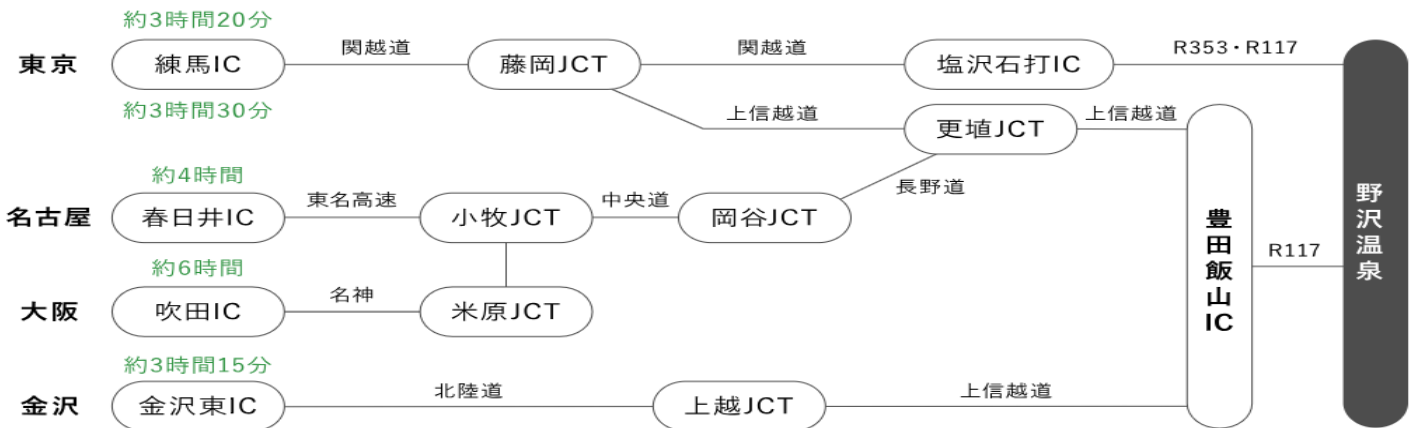 約3時間20分
東京
練馬IC
関越道
藤岡JCT
関越道
塩沢石打IC
R353・R117
約3時間30分
上信越道
更埴JCT
上信越道
約4時間
名古屋
春日井IC
東名高速
小牧JCT
中央道
岡谷JCT
長野道
約6時間
大阪
吹田IC
名神
米原JCT
約3時間15分
金沢
金沢東IC
北陸道
上越JCT
上信越道
豊田飯山IC
R117
野沢温泉